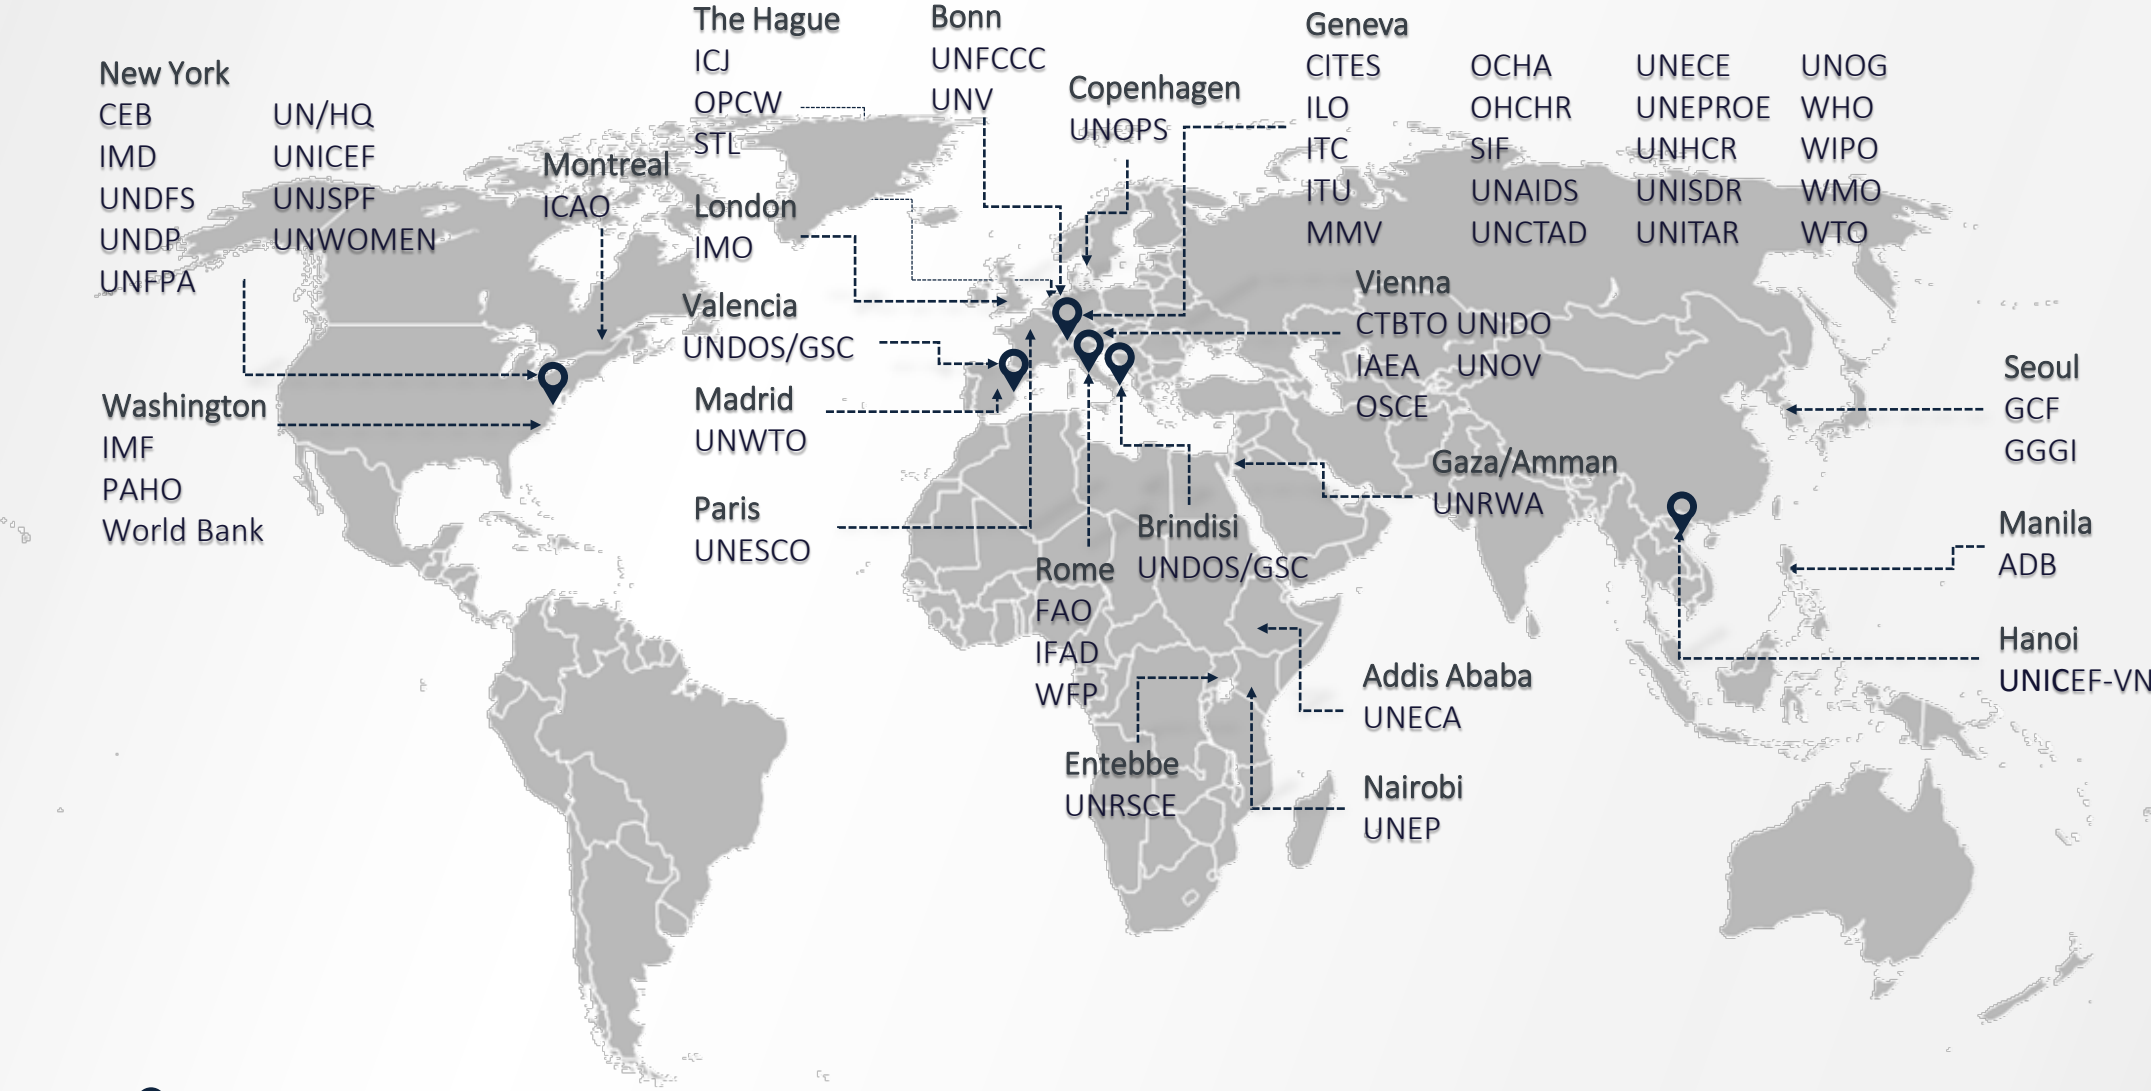 New York
CEB UN/HQ
IMD UNICEF
UNDFS UNJSPF
UNDP UNWOMEN
UNFPA
Washington
IMF
PAHO
World Bank
Montreal
ICAO
The Hague
ICJ
OPCW
STL
London
IMO
Valencia
UNDOS/GSC
Madrid
UNWTO
Paris
UNESCO
Bonn
UNFCCC
UNV
Copenhagen
UNOPS
Geneva
CITES OCHA UNECE UNOG
ILO OHCHR UNEPROE WHO
ITC SIF UNHCR WIPO
ITU UNAIDS UNISDR WMO
MMV UNCTAD UNITAR WTO
Vienna
CTBTO UNIDO
IAEA UNOV
OSCE
Gaza/Amman
UNRWA
Brindisi
UNDOS/GSC
Rome
FAO
IFAD
WFP
Entebbe
UNRSCE
Addis Ababa
UNECA
Nairobi
UNEP
Seoul
GCF
GGGI
Manila
ADB
Hanoi
UNICEF-VN